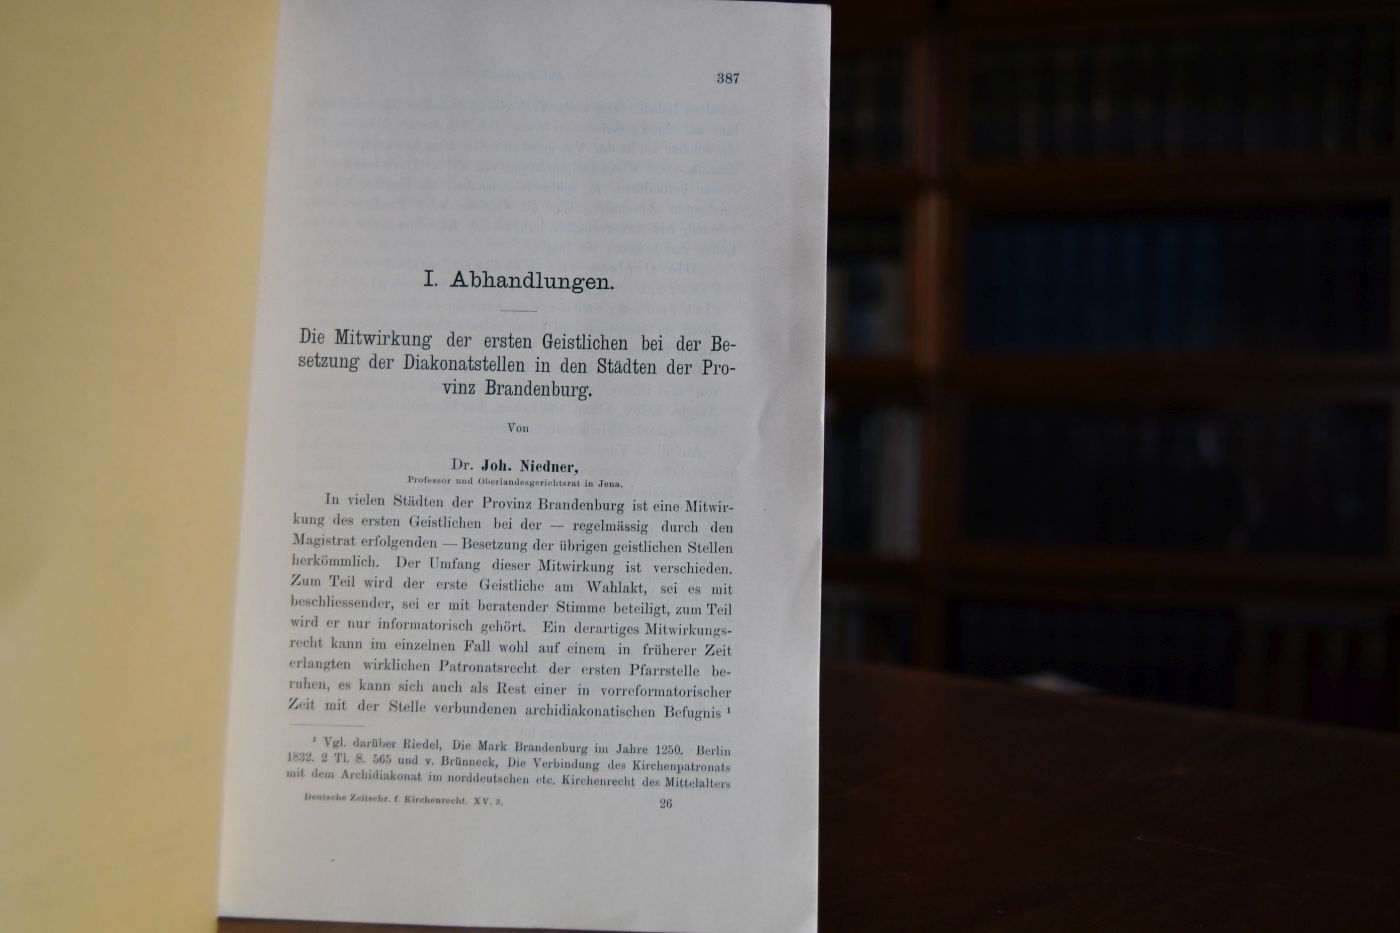 387
I. Abhandlungen.
Die Mitwirkung der ersten Geistlichen bei der Be-
setzung der Diakonatstellen in den Städten der Pro-
vinz Brandenburg.
Von
Dr. Joh. Niedner,
Professor und Oberlandesgerichtsrat in Jena.
In vielen Städten der Provinz Brandenburg ist eine Mitwir-
kung des ersten Geistlichen bei der — regelmässig durch den
Magistrat erfolgenden — Besetzung der übrigen geistlichen Stellen
herkömmlich. Der Umfang dieser Mitwirkung ist verschieden.
Zum Teil wird der erste Geistliche am Wahlakt, sei es mit
beschliessender, sei er mit beratender Stimme beteiligt, zum Teil
wird er nur informatorisch gehört. Ein derartiges Mitwirkungs-
recht kann im einzelnen Fall wohl auf einem in früherer Zeit
erlangten wirklichen Patronatsrecht der ersten Pfarrstelle be-
ruhen, es kann sich auch als Rest einer in vorreformatorischer
Zeit mit der Stelle verbundenen archidiakonatischen Befugnis ¹
¹ Vgl. darüber Riedel, Die Mark Brandenburg im Jahre 1250. Berlin
1832. 2 Tl. S. 565 und v. Brünneck, Die Verbindung des Kirchenpatronats
mit dem Archidiakonat im norddeutschen etc. Kirchenrecht des Mittelalters
Deutsche Zeitschr. f. Kirchenrecht. XV. 3. 26